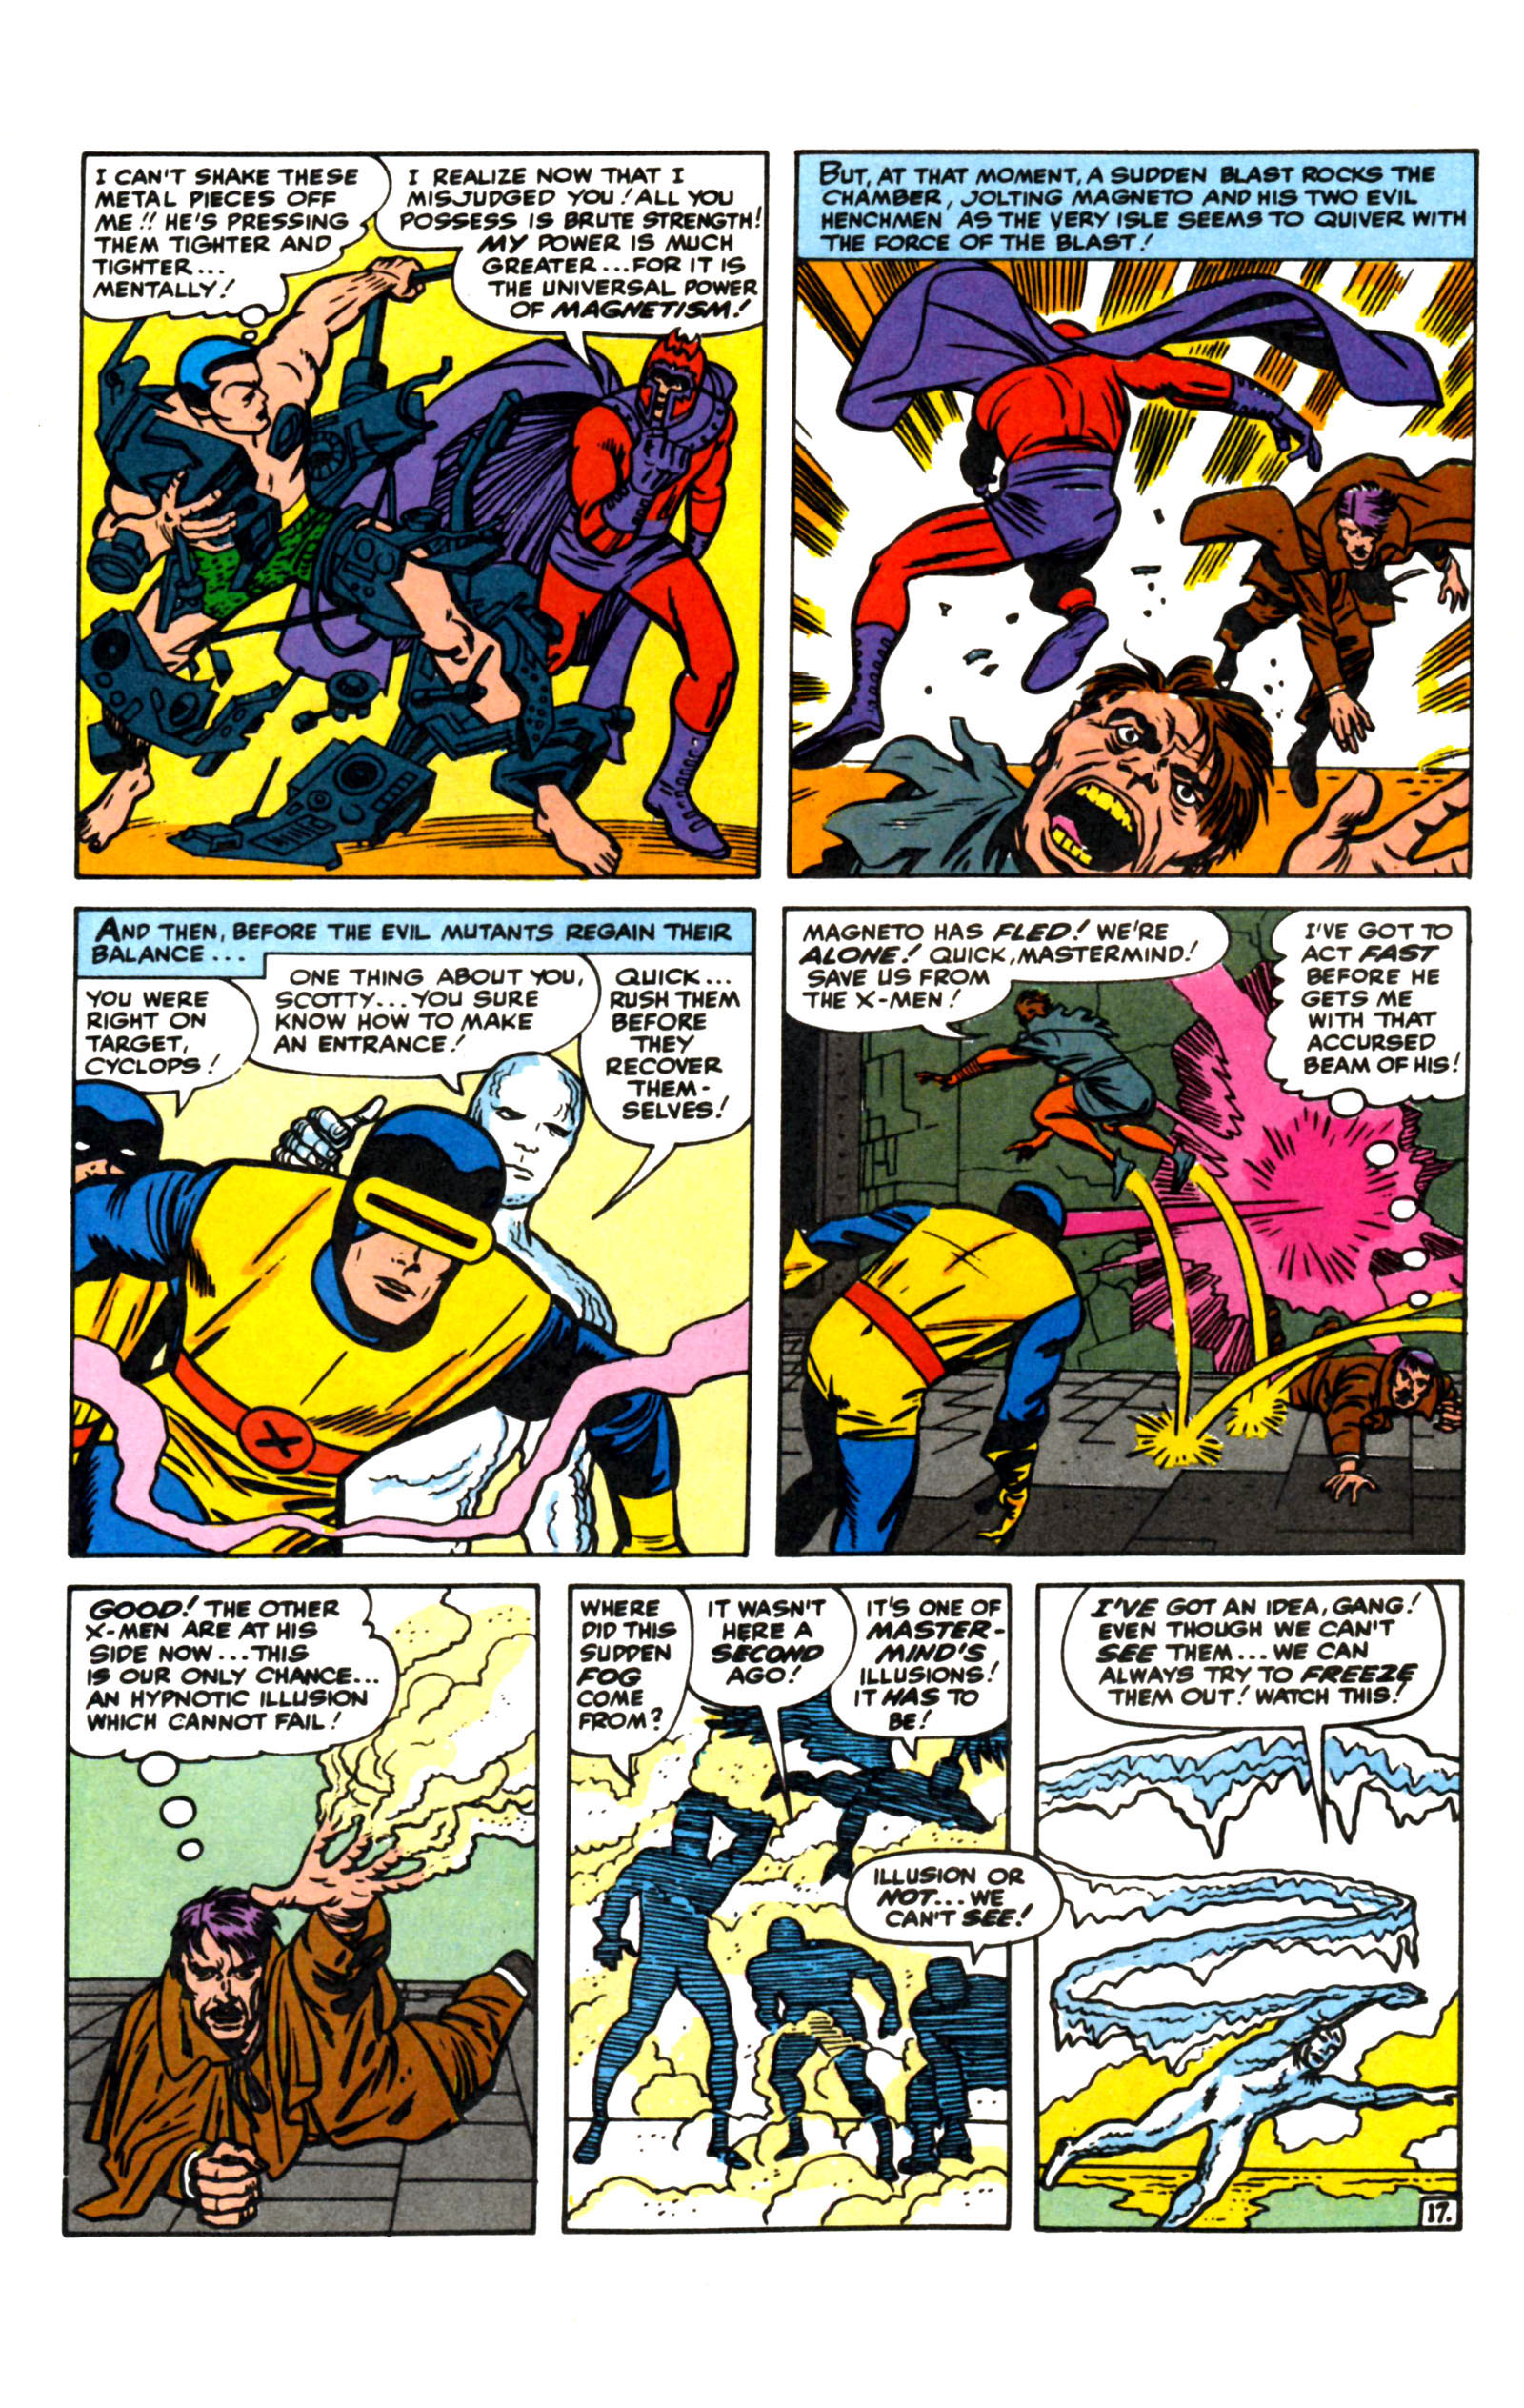 I CAN'T SHAKE THESE
METAL PIECES OFF
ME!! HE'S PRESSING
THEM TIGHTER AND
TIGHTER...
MENTALLY!
I REALIZE NOW THAT I
MISJUDGED YOU! ALL YOU
POSSESS IS BRUTE STRENGTH!
MY POWER IS MUCH
GREATER...FOR IT IS
THE UNIVERSAL POWER
OF MAGNETISM!
BUT, AT THAT MOMENT, A SUDDEN BLAST ROCKS THE
CHAMBER, JOLTING MAGNETO AND HIS TWO EVIL
HENCHMEN AS THE VERY ISLE SEEMS TO QUIVER WITH
THE FORCE OF THE BLAST!
AND THEN, BEFORE THE EVIL MUTANTS REGAIN THEIR
BALANCE...
YOU WERE
RIGHT ON
TARGET,
CYCLOPS!
ONE THING ABOUT YOU,
SCOTTY...YOU SURE
KNOW HOW TO MAKE
AN ENTRANCE!
QUICK...
RUSH THEM
BEFORE
THEY
RECOVER
THEM-
SELVES!
MAGNETO HAS FLED! WE'RE
ALONE! QUICK, MASTERMIND!
SAVE US FROM
THE X-MEN!
I'VE GOT TO
ACT FAST
BEFORE HE
GETS ME
WITH THAT
ACCURSED
BEAM OF HIS!
GOOD! THE OTHER
X-MEN ARE AT HIS
SIDE NOW...THIS
IS OUR ONLY CHANCE...
AN HYPNOTIC ILLUSION
WHICH CANNOT FAIL!
WHERE
DID THIS
SUDDEN
FOG
COME
FROM?
IT WASN'T
HERE A
SECOND
AGO!
IT'S ONE OF
MASTER-
MIND'S
ILLUSIONS!
IT HAS TO
BE!
ILLUSION OR
NOT...WE
CAN'T SEE!
I'VE GOT AN IDEA, GANG!
EVEN THOUGH WE CAN'T
SEE THEM...WE CAN
ALWAYS TRY TO FREEZE
THEM OUT! WATCH THIS!
17.